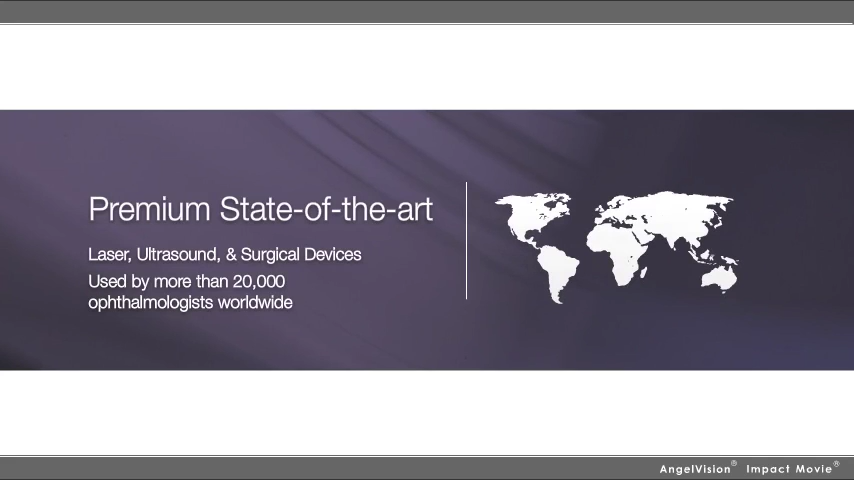 Premium State-of-the-art
Laser, Ultrasound, & Surgical Devices
Used by more than 20,000
ophthalmologists worldwide
AngelVision® Impact Movie®